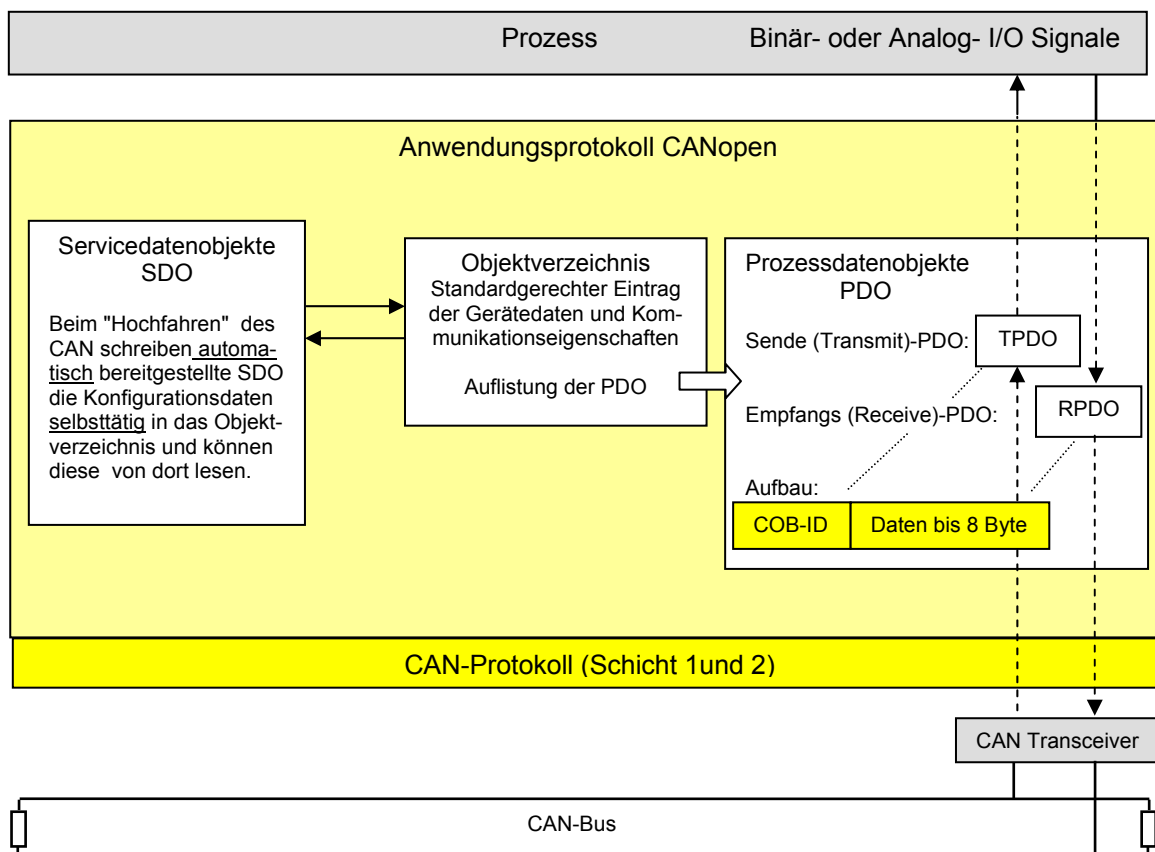 Prozess
Binär- oder Analog- I/O Signale
Anwendungsprotokoll CANopen
Servicedatenobjekte
SDO
Beim "Hochfahren" des
CAN schreiben automa-
tisch bereitgestellte SDO
die Konfigurationsdaten
selbsttätig in das Objekt-
verzeichnis und können
diese von dort lesen.
Objektverzeichnis
Standardgerechter Eintrag
der Gerätedaten und Kom-
munikationseigenschaften
Auflistung der PDO
Prozessdatenobjekte
PDO
Sende (Transmit)-PDO:
TPDO
Empfangs (Receive)-PDO:
RPDO
Aufbau:
COB-ID
Daten bis 8 Byte
CAN-Protokoll (Schicht 1und 2)
CAN Transceiver
CAN-Bus